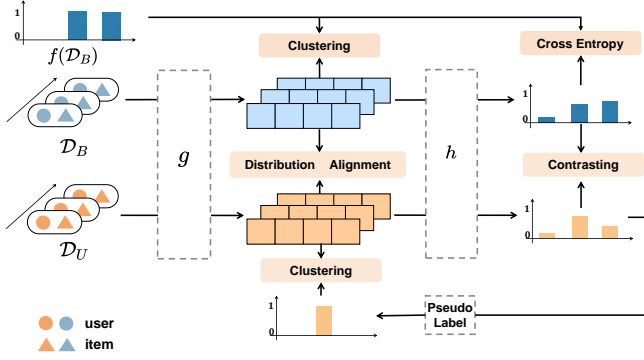 1
0
f(𝒟_B)
Clustering
Cross Entropy
1
0
𝒟_B
g
h
Distribution Alignment
Contrasting
𝒟_U
1
0
Clustering
1
0
Pseudo
Label
user
item